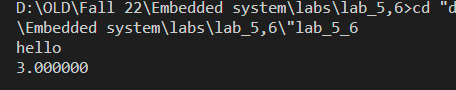 D:\OLD\Fall 22\Embedded system\labs\lab_5,6>cd "d
\Embedded system\labs\lab_5,6\"lab_5_6
hello
3.000000